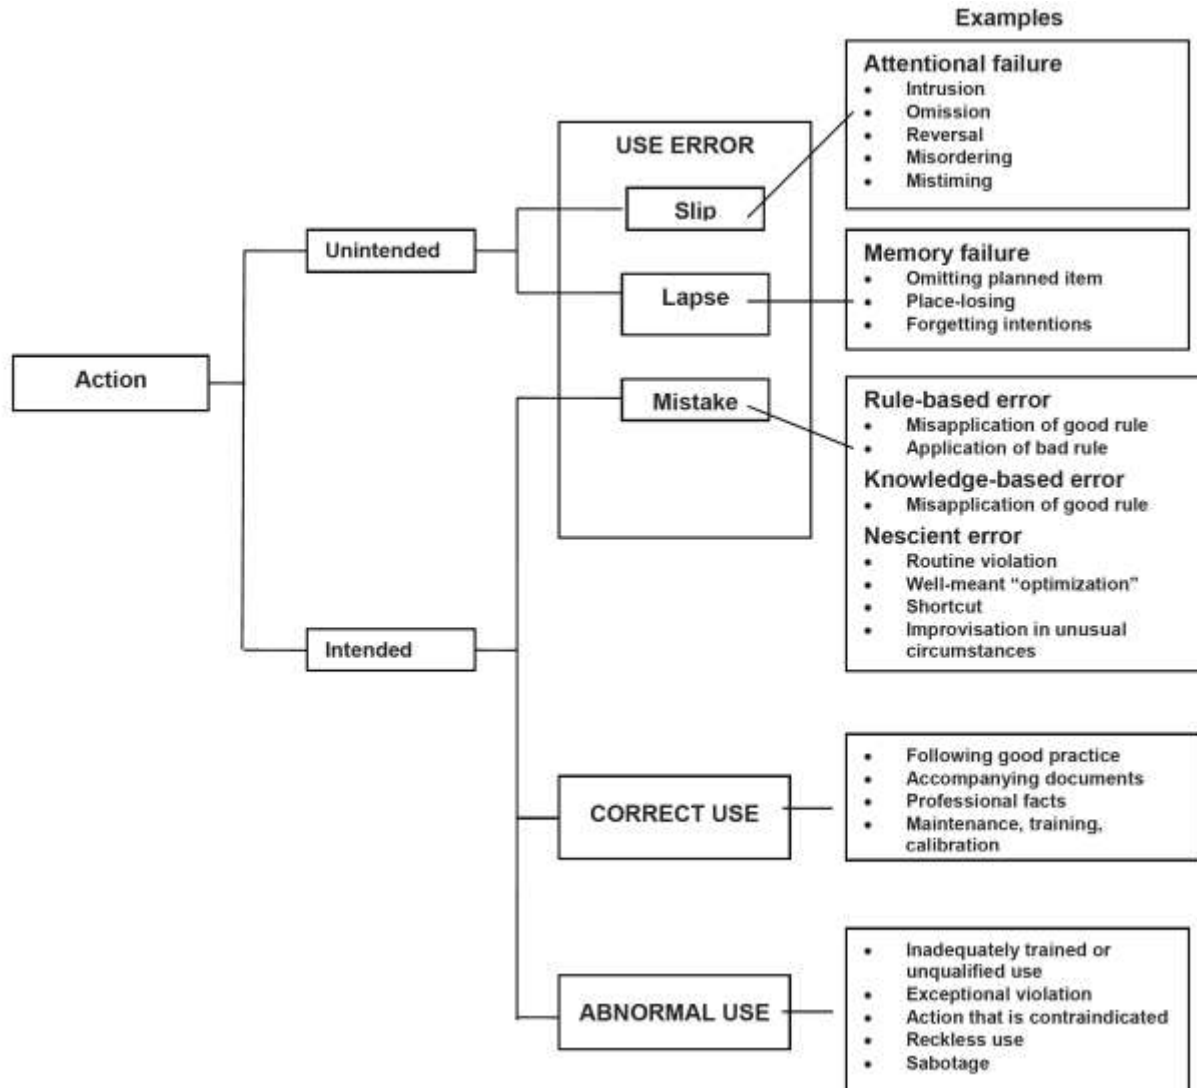 Examples
Attentional failure
• Intrusion
• Omission
• Reversal
• Misordering
• Mistiming
USE ERROR
Slip
Unintended
Memory failure
• Omitting planned item
• Place-losing
• Forgetting intentions
Lapse
Action
Mistake
Rule-based error
• Misapplication of good rule
• Application of bad rule
Knowledge-based error
• Misapplication of good rule
Nescient error
• Routine violation
• Well-meant “optimization”
• Shortcut
• Improvisation in unusual
circumstances
Intended
CORRECT USE
• Following good practice
• Accompanying documents
• Professional facts
• Maintenance, training,
calibration
ABNORMAL USE
• Inadequately trained or
unqualified use
• Exceptional violation
• Action that is contraindicated
• Reckless use
• Sabotage